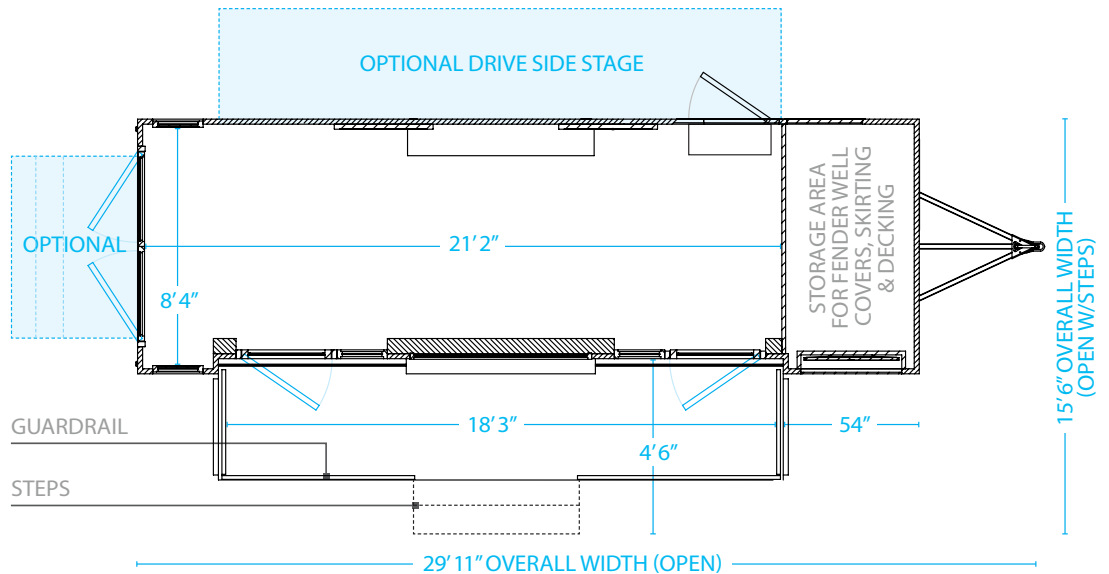 OPTIONAL DRIVE SIDE STAGE
OPTIONAL
21’2”
8’4”
STORAGE AREA
FOR FENDER WELL
COVERS, SKIRTING
& DECKING
15’6” OVERALL WIDTH
(OPEN W/STEPS)
GUARDRAIL
18’3”
54”
4’6”
STEPS
29’11” OVERALL WIDTH (OPEN)